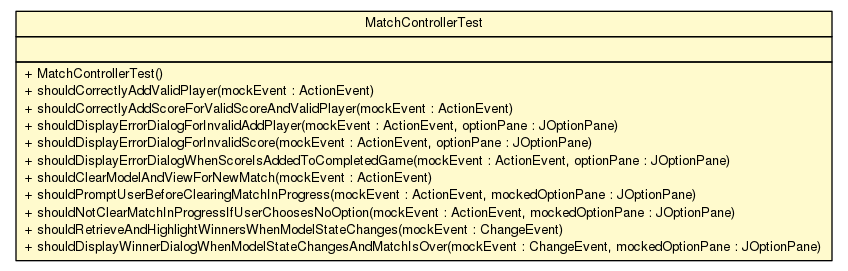 MatchControllerTest
+ MatchControllerTest()
+ shouldCorrectlyAddValidPlayer(mockEvent : ActionEvent)
+ shouldCorrectlyAddScoreForValidScoreAndValidPlayer(mockEvent : ActionEvent)
+ shouldDisplayErrorDialogForInvalidAddPlayer(mockEvent : ActionEvent, optionPane : JOptionPane)
+ shouldDisplayErrorDialogForInvalidScore(mockEvent : ActionEvent, optionPane : JOptionPane)
+ shouldDisplayErrorDialogWhenScoreIsAddedToCompletedGame(mockEvent : ActionEvent, optionPane : JOptionPane)
+ shouldClearModelAndViewForNewMatch(mockEvent : ActionEvent)
+ shouldPromptUserBeforeClearingMatchInProgress(mockEvent : ActionEvent, mockedOptionPane : JOptionPane)
+ shouldNotClearMatchInProgressIfUserChoosesNoOption(mockEvent : ActionEvent, mockedOptionPane : JOptionPane)
+ shouldRetrieveAndHighlightWinnersWhenModelStateChanges(mockEvent : ChangeEvent)
+ shouldDisplayWinnerDialogWhenModelStateChangesAndMatchIsOver(mockEvent : ChangeEvent, mockedOptionPane : JOptionPane)